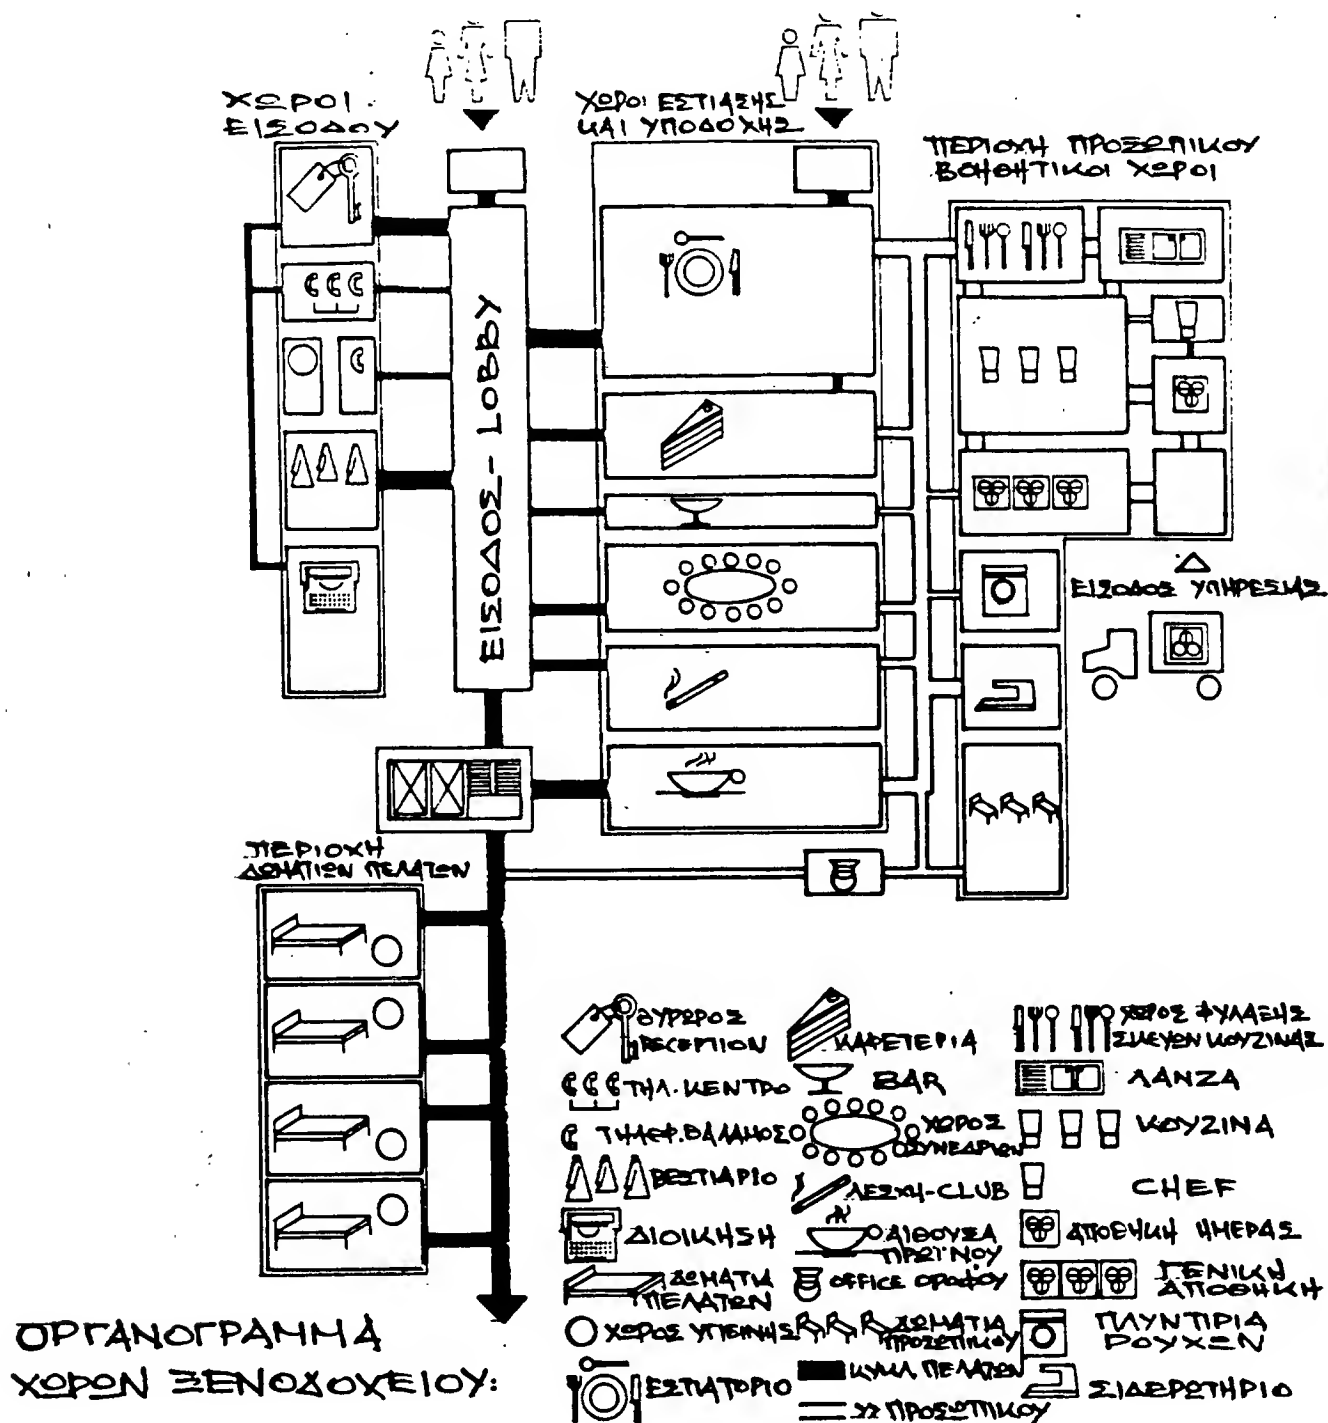 ΧΩΡΟΙ
ΕΙΣΟΔΟΥ
ΧΩΡΟΙ ΕΣΤΙΑΣΗΣ
ΚΑΙ ΥΠΟΔΟΧΗΣ
ΠΕΡΙΟΧΗ ΠΡΟΣΩΠΙΚΟΥ
ΒΟΗΘΗΤΙΚΟΙ ΧΩΡΟΙ
ΕΙΣΟΔΟΣ - LOBBY
ΕΙΣΟΔΟΣ ΥΠΗΡΕΣΙΑΣ
ΠΕΡΙΟΧΗ
ΔΩΜΑΤΙΩΝ ΠΕΛΑΤΩΝ
ΘΥΡΩΡΟΣ
RECEPTION
ΤΗΛ. ΚΕΝΤΡΟ
ΤΗΛΕΦ. ΘΑΛΑΜΟΣ
ΒΕΣΤΙΑΡΙΟ
ΔΙΟΙΚΗΣΗ
ΔΩΜΑΤΙΑ
ΠΕΛΑΤΩΝ
ΧΩΡΟΣ ΥΓΙΕΙΝΗΣ
ΕΣΤΙΑΤΟΡΙΟ
ΚΑΦΕΤΕΡΙΑ
BAR
ΧΩΡΟΣ
ΣΥΝΕΔΡΙΩΝ
ΛΕΣΧΗ-CLUB
ΑΙΘΟΥΣΑ
ΠΡΩΙΝΟΥ
OFFICE ΟΡΟΦΟΥ
ΔΩΜΑΤΙΑ
ΠΡΟΣΩΠΙΚΟΥ
ΚΥΚΛ. ΠΕΛΑΤΩΝ
ΠΡΟΣΩΠΙΚΟΥ
ΧΩΡΟΣ ΦΥΛΑΞΗΣ
ΣΚΕΥΩΝ ΚΟΥΖΙΝΑΣ
ΛΑΝΖΑ
ΚΟΥΖΙΝΑ
CHEF
ΑΠΟΘΗΚΗ ΗΜΕΡΑΣ
ΓΕΝΙΚΗ
ΑΠΟΘΗΚΗ
ΠΛΥΝΤΙΡΙΑ
ΡΟΥΧΩΝ
ΣΙΔΕΡΩΤΗΡΙΟ
ΟΡΓΑΝΟΓΡΑΜΜΑ
ΧΩΡΩΝ ΞΕΝΟΔΟΧΕΙΟΥ: